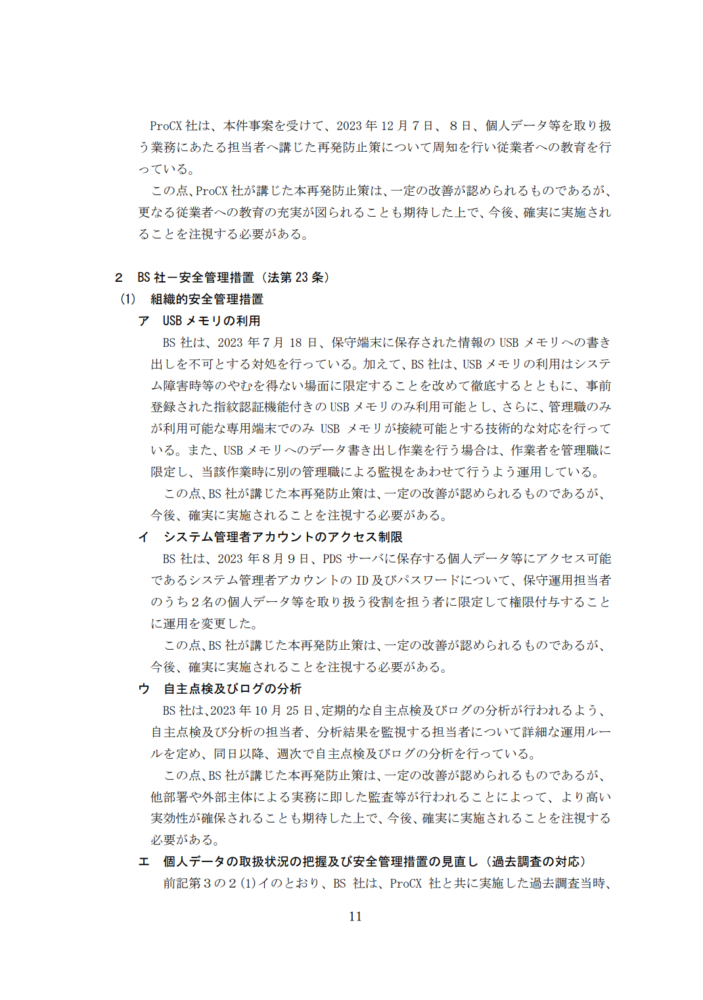 ProCX 社は、本件事案を受けて、2023 年 12 月７日、８日、個人データ等を取り扱
う業務にあたる担当者へ講じた再発防止策について周知を行い従業者への教育を行
っている。
この点、ProCX 社が講じた本再発防止策は、一定の改善が認められるものであるが、
更なる従業者への教育の充実が図られることも期待した上で、今後、確実に実施され
ることを注視する必要がある。
２　BS 社－安全管理措置（法第 23 条）
(1)　組織的安全管理措置
ア　USB メモリの利用
BS 社は、2023 年７月 18 日、保守端末に保存された情報の USB メモリへの書き
出しを不可とする対処を行っている。加えて、BS 社は、USB メモリの利用はシステ
ム障害時等のやむを得ない場面に限定することを改めて徹底するとともに、事前
登録された指紋認証機能付きの USB メモリのみ利用可能とし、さらに、管理職のみ
が利用可能な専用端末でのみ USB メモリが接続可能とする技術的な対応を行って
いる。また、USB メモリへのデータ書き出し作業を行う場合は、作業者を管理職に
限定し、当該作業時に別の管理職による監視をあわせて行うよう運用している。
この点、BS 社が講じた本再発防止策は、一定の改善が認められるものであるが、
今後、確実に実施されることを注視する必要がある。
イ　システム管理者アカウントのアクセス制限
BS 社は、2023 年８月９日、PDS サーバに保存する個人データ等にアクセス可能
であるシステム管理者アカウントの ID 及びパスワードについて、保守運用担当者
のうち２名の個人データ等を取り扱う役割を担う者に限定して権限付与すること
に運用を変更した。
この点、BS 社が講じた本再発防止策は、一定の改善が認められるものであるが、
今後、確実に実施されることを注視する必要がある。
ウ　自主点検及びログの分析
BS 社は、2023 年 10 月 25 日、定期的な自主点検及びログの分析が行われるよう、
自主点検及び分析の担当者、分析結果を監視する担当者について詳細な運用ルー
ルを定め、同日以降、週次で自主点検及びログの分析を行っている。
この点、BS 社が講じた本再発防止策は、一定の改善が認められるものであるが、
他部署や外部主体による実務に即した監査等が行われることによって、より高い
実効性が確保されることも期待した上で、今後、確実に実施されることを注視する
必要がある。
エ　個人データの取扱状況の把握及び安全管理措置の見直し（過去調査の対応）
前記第３の２(1)イのとおり、BS 社は、ProCX 社と共に実施した過去調査当時、
11